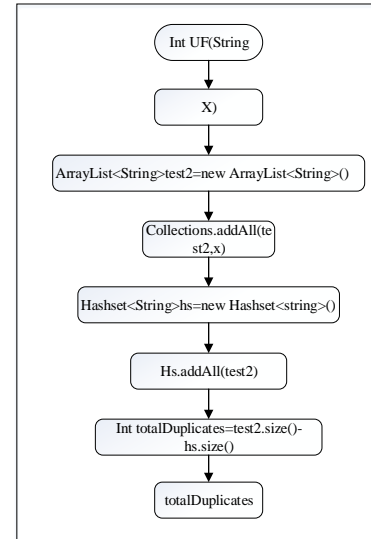 Int UF(String
X)
ArrayList<String>test2=new ArrayList<String>()
Collections.addAll(te
st2,x)
Hashset<String>hs=new Hashset<string>()
Hs.addAll(test2)
Int totalDuplicates=test2.size()-
hs.size()
totalDuplicates